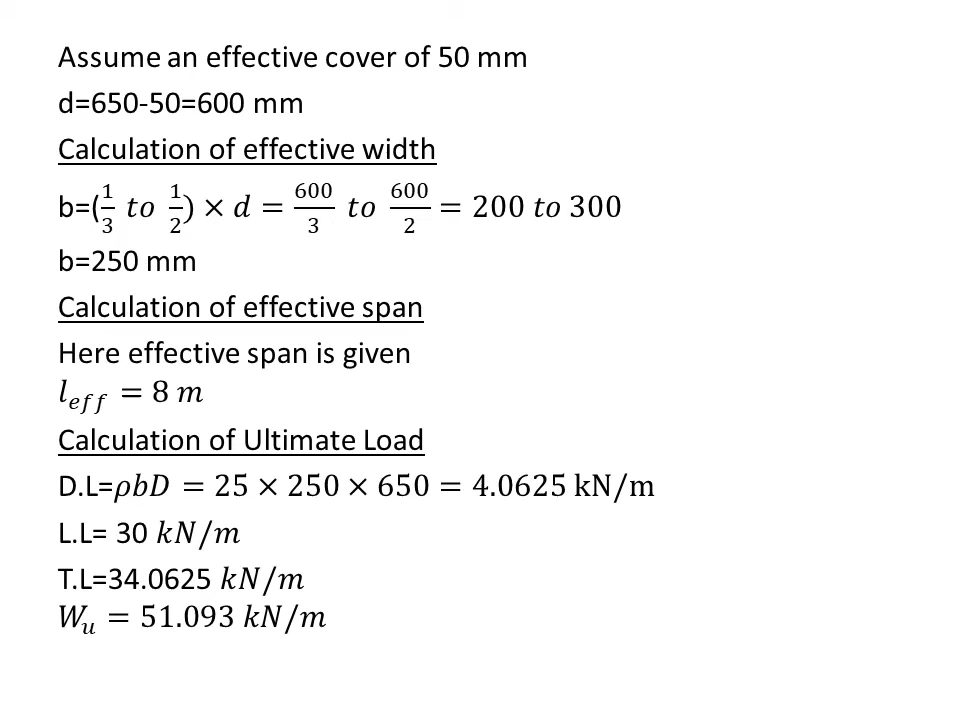 Assume an effective cover of 50 mm
d=650-50=600 mm
Calculation of effective width
b=(1/3 to 1/2) × d = 600/3 to 600/2 = 200 to 300
b=250 mm
Calculation of effective span
Here effective span is given
l_eff = 8 m
Calculation of Ultimate Load
D.L=ρbD = 25 × 250 × 650 = 4.0625 kN/m
L.L= 30 kN/m
T.L=34.0625 kN/m
W_u = 51.093 kN/m